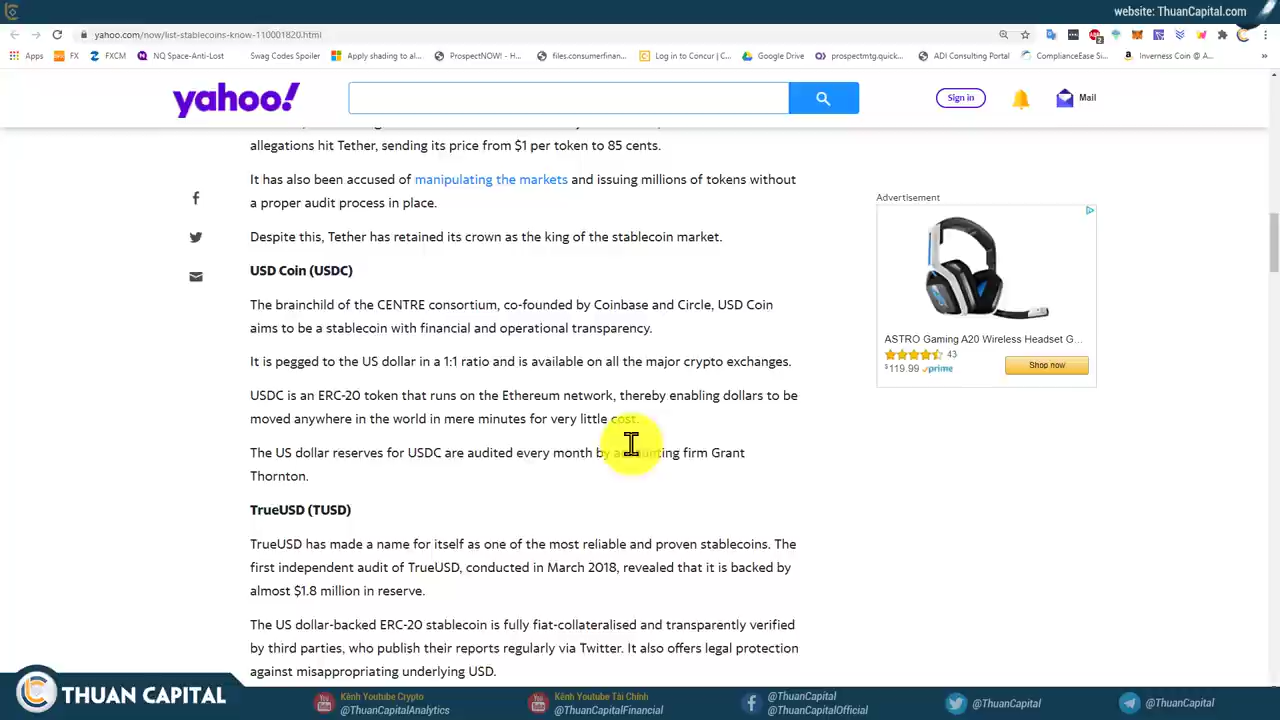 website: ThuanCapital.com
yahoo.com/now/list-stablecoins-know-110001820.html
Apps
FX
FXCM
NQ Space-Anti-Lost
Swag Codes Spoiler
Apply shading to al...
ProspectNOW! - H...
files.consumerfinan...
Log in to Concur | C...
Google Drive
prospectmtg.quick...
ADI Consulting Portal
ComplianceEase Si...
Inverness Coin @ A...
yahoo!
Sign in
Mail
allegations hit Tether, sending its price from $1 per token to 85 cents.
It has also been accused of manipulating the markets and issuing millions of tokens without
a proper audit process in place.
Despite this, Tether has retained its crown as the king of the stablecoin market.
USD Coin (USDC)
The brainchild of the CENTRE consortium, co-founded by Coinbase and Circle, USD Coin
aims to be a stablecoin with financial and operational transparency.
It is pegged to the US dollar in a 1:1 ratio and is available on all the major crypto exchanges.
USDC is an ERC-20 token that runs on the Ethereum network, thereby enabling dollars to be
moved anywhere in the world in mere minutes for very little cost.
The US dollar reserves for USDC are audited every month by accounting firm Grant
Thornton.
TrueUSD (TUSD)
TrueUSD has made a name for itself as one of the most reliable and proven stablecoins. The
first independent audit of TrueUSD, conducted in March 2018, revealed that it is backed by
almost $1.8 million in reserve.
The US dollar-backed ERC-20 stablecoin is fully fiat-collateralised and transparently verified
by third parties, who publish their reports regularly via Twitter. It also offers legal protection
against misappropriating underlying USD.
Advertisement
ASTRO Gaming A20 Wireless Headset G...
43
$119.99 prime
Shop now
THUAN CAPITAL
Kênh Youtube Crypto
@ThuanCapitalAnalytics
Kênh Youtube Tài Chính
@ThuanCapitalFinancial
@ThuanCapital
@ThuanCapitalOfficial
@ThuanCapital
@ThuanCapital